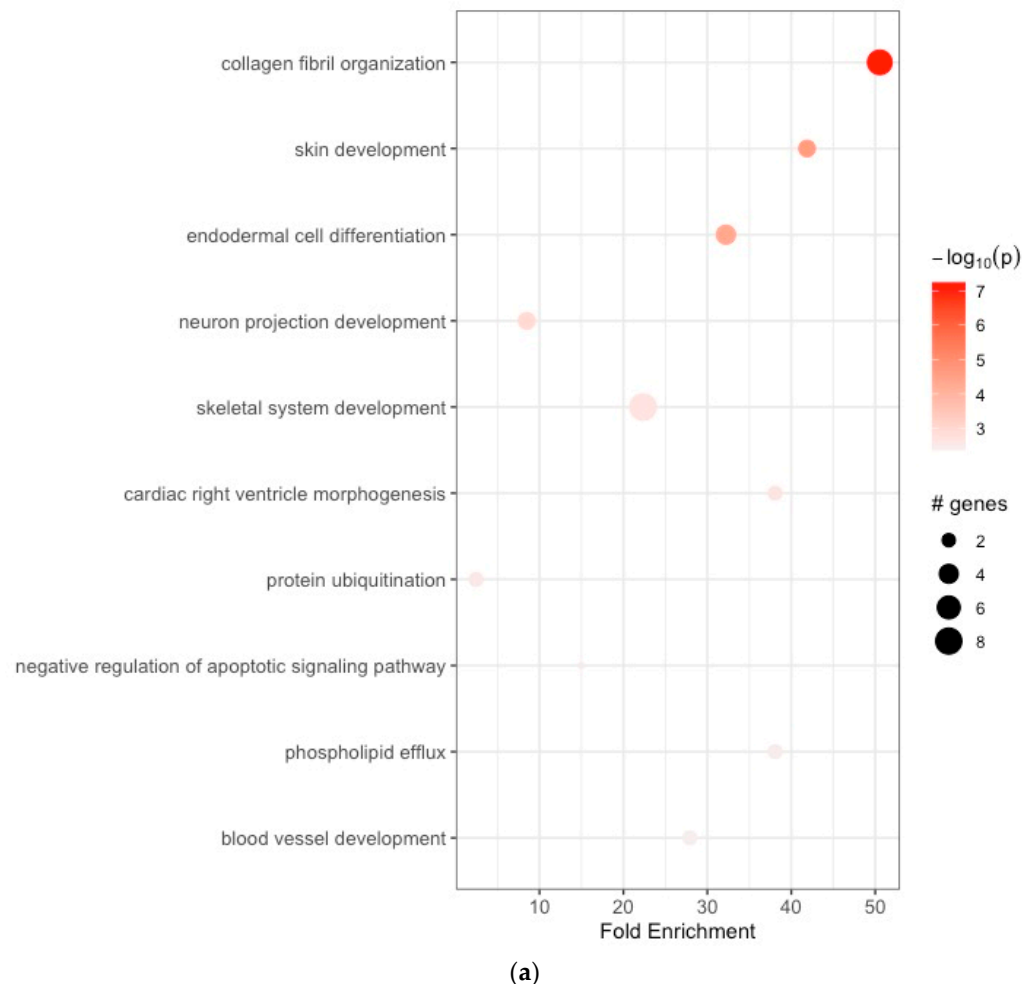 collagen fibril organization
skin development
endodermal cell differentiation
neuron projection development
skeletal system development
cardiac right ventricle morphogenesis
protein ubiquitination
negative regulation of apoptotic signaling pathway
phospholipid efflux
blood vessel development
10 20 30 40 50
Fold Enrichment
−log₁₀(p)
7
6
5
4
3
# genes
2
4
6
8
(a)